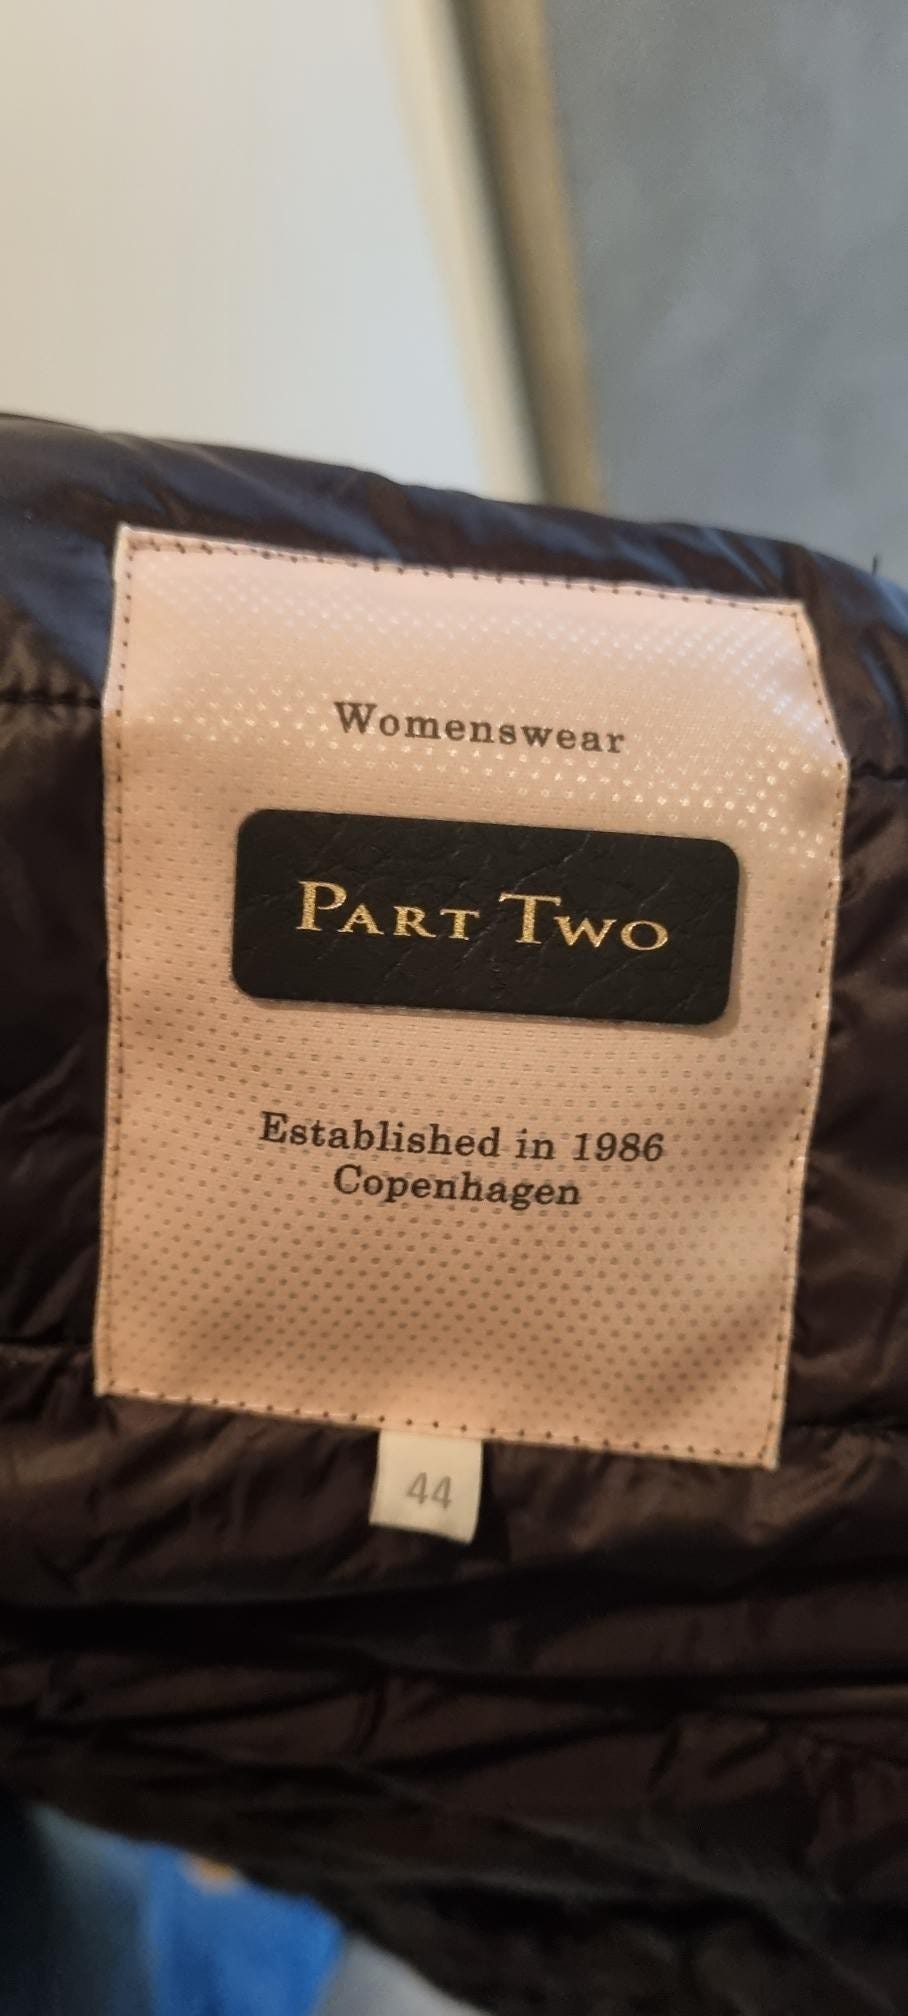 Womenswear
PART TWO
Established in 1986
Copenhagen
44